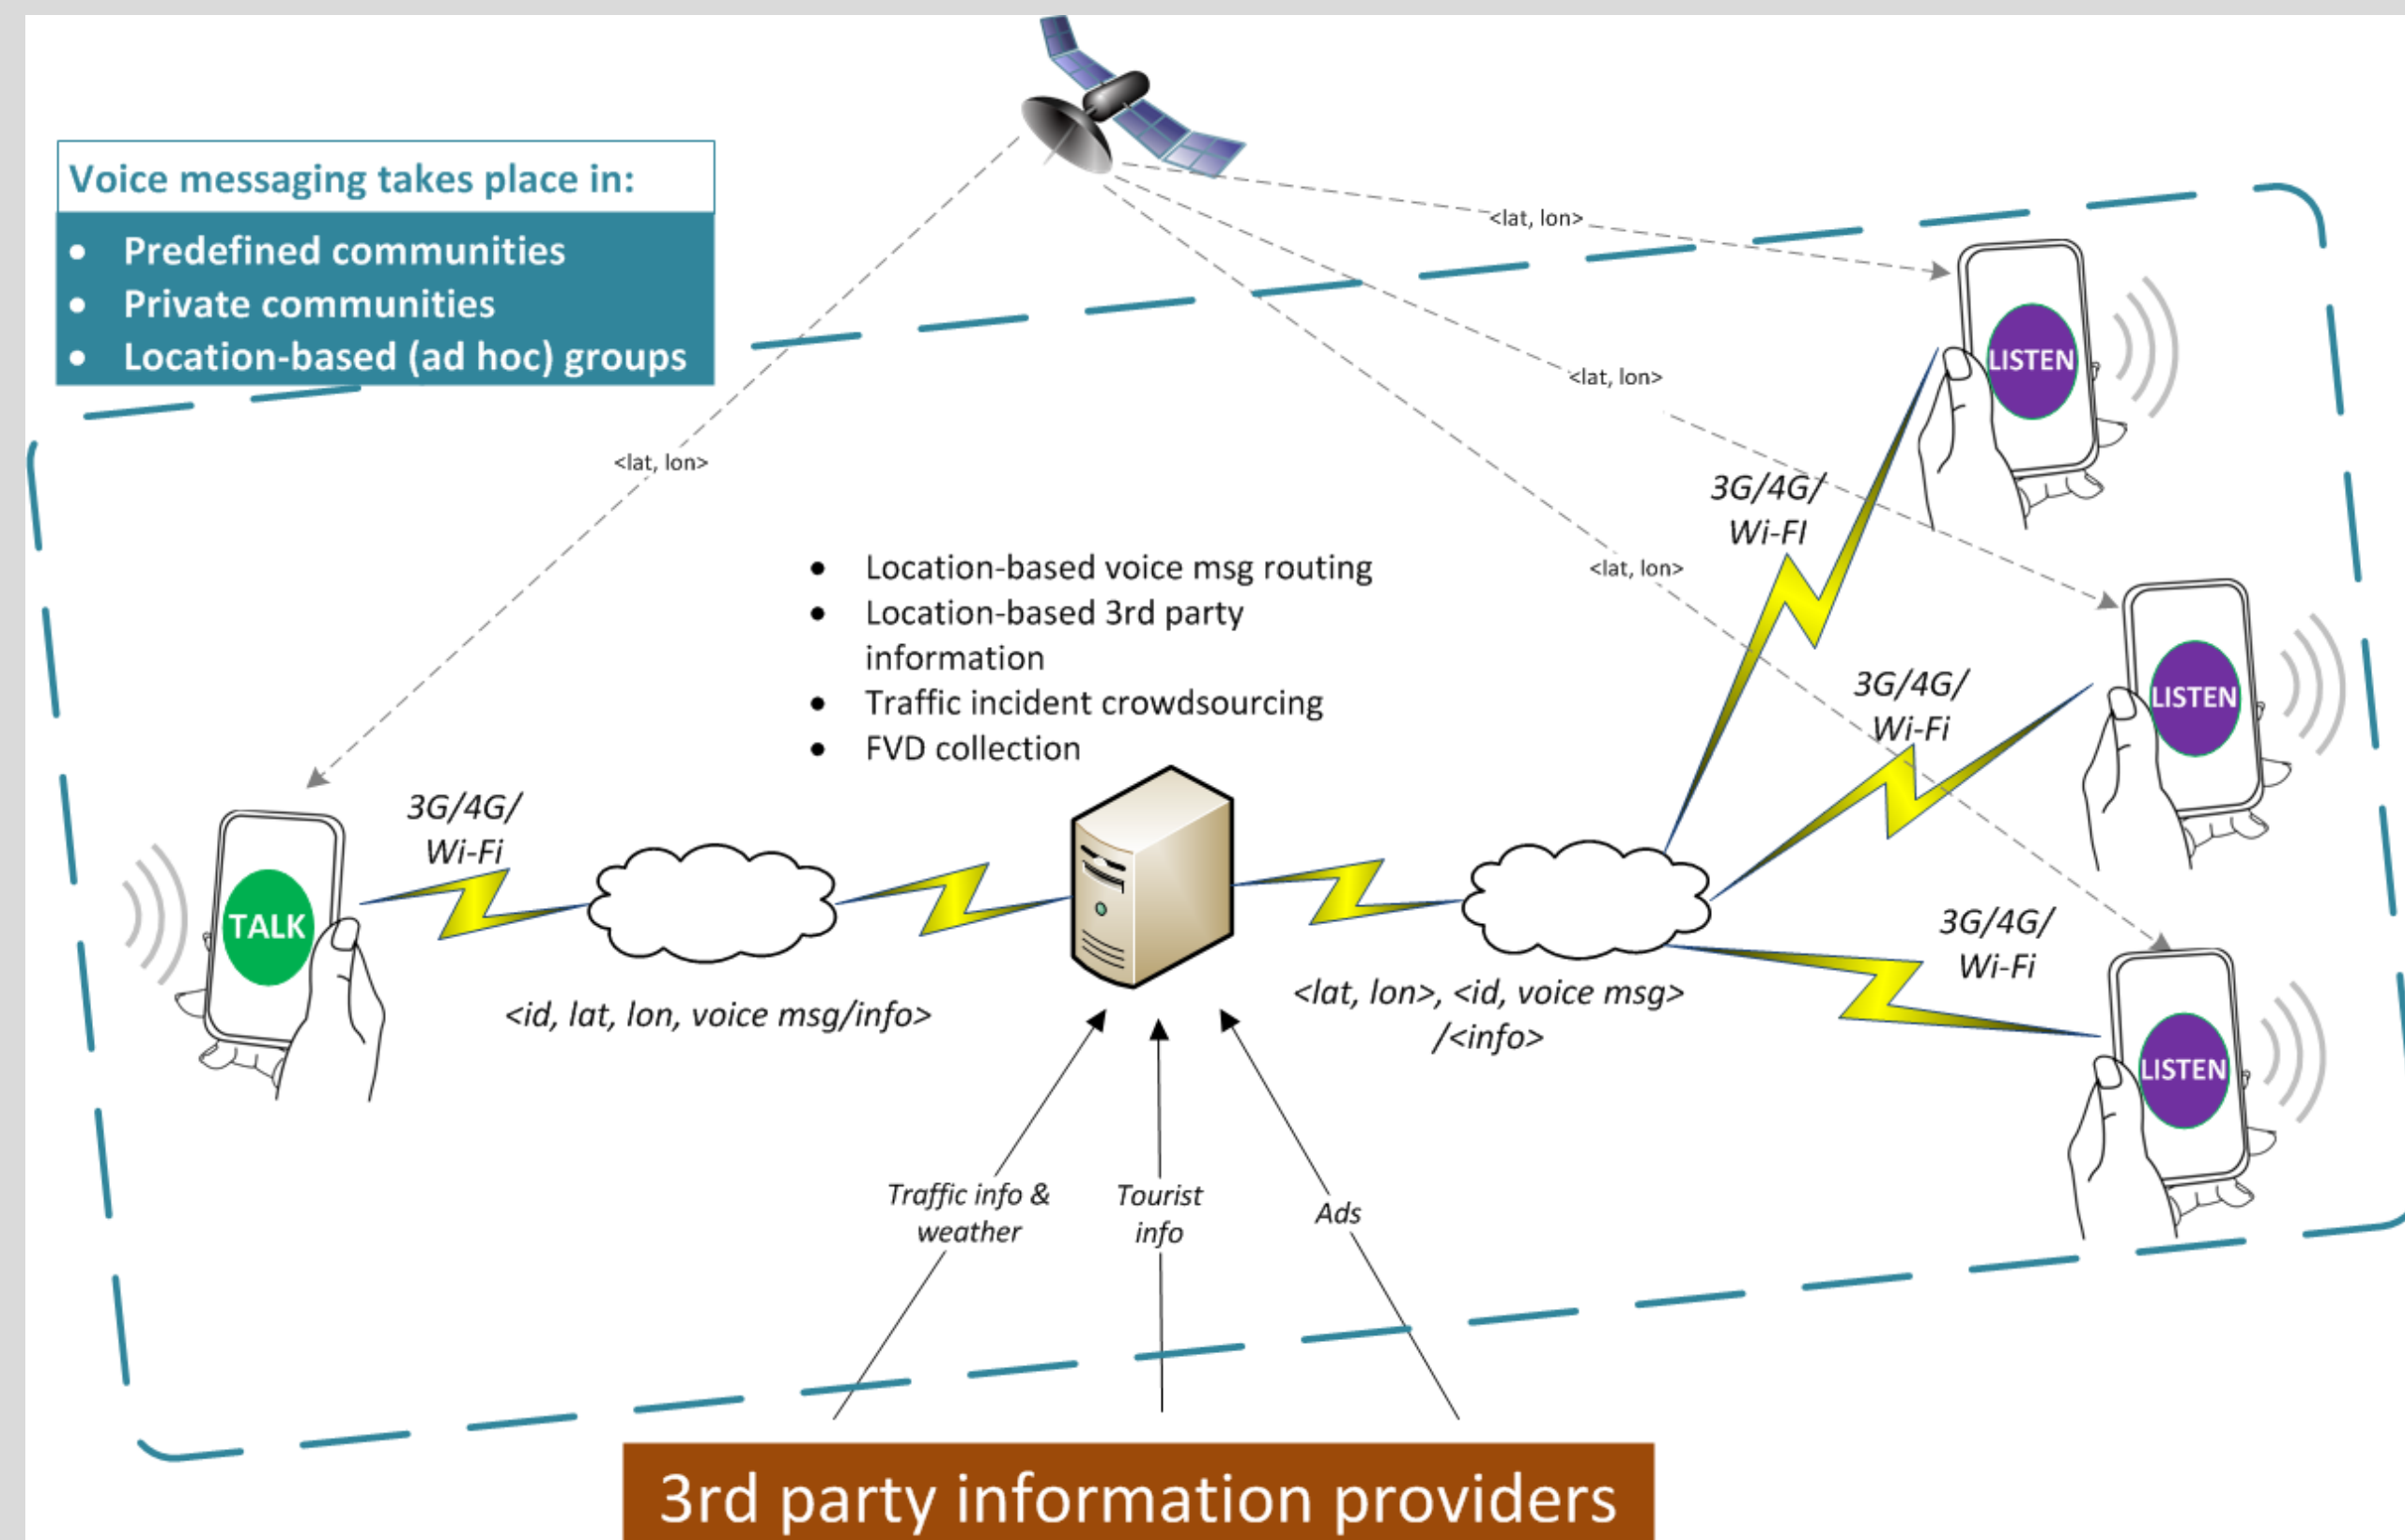 Voice messaging takes place in:
• Predefined communities
• Private communities
• Location-based (ad hoc) groups
<lat, lon>
<lat, lon>
<lat, lon>
<lat, lon>
• Location-based voice msg routing
• Location-based 3rd party
information
• Traffic incident crowdsourcing
• FVD collection
TALK
3G/4G/
Wi-Fi
<id, lat, lon, voice msg/info>
<lat, lon>, <id, voice msg>
/<info>
3G/4G/
Wi-FI
LISTEN
3G/4G/
Wi-Fi
LISTEN
3G/4G/
Wi-Fi
LISTEN
Traffic info &
weather
Tourist
info
Ads
3rd party information providers